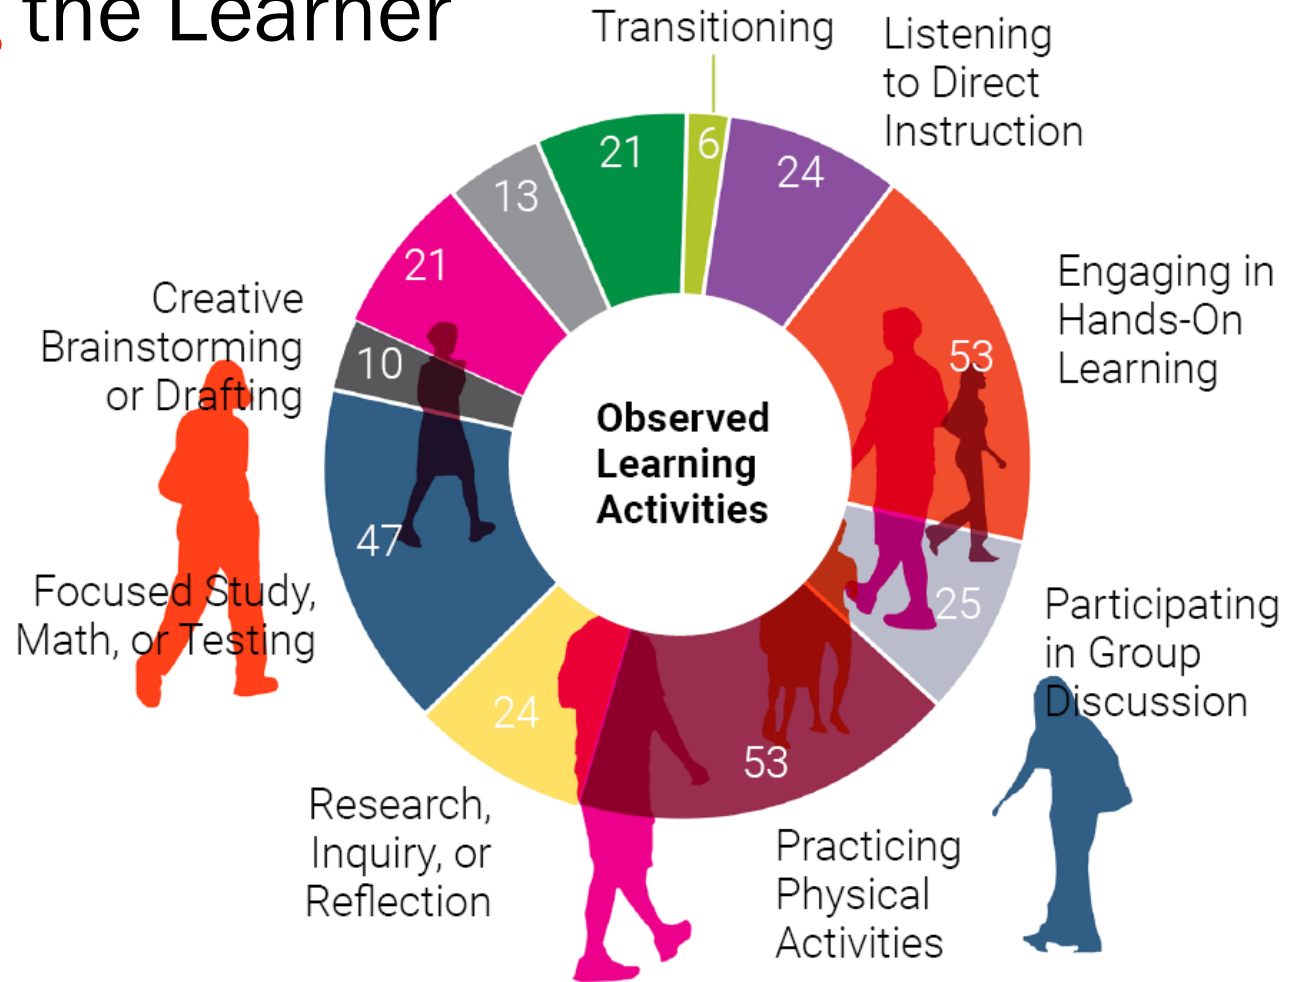 the Learner
Transitioning
Listening
to Direct
Instruction
6
24
21
13
21
10
47
24
53
25
53
Engaging in
Hands-On
Learning
Creative
Brainstorming
or Drafting
Observed
Learning
Activities
Focused Study,
Math, or Testing
Participating
in Group
Discussion
Research,
Inquiry, or
Reflection
Practicing
Physical
Activities